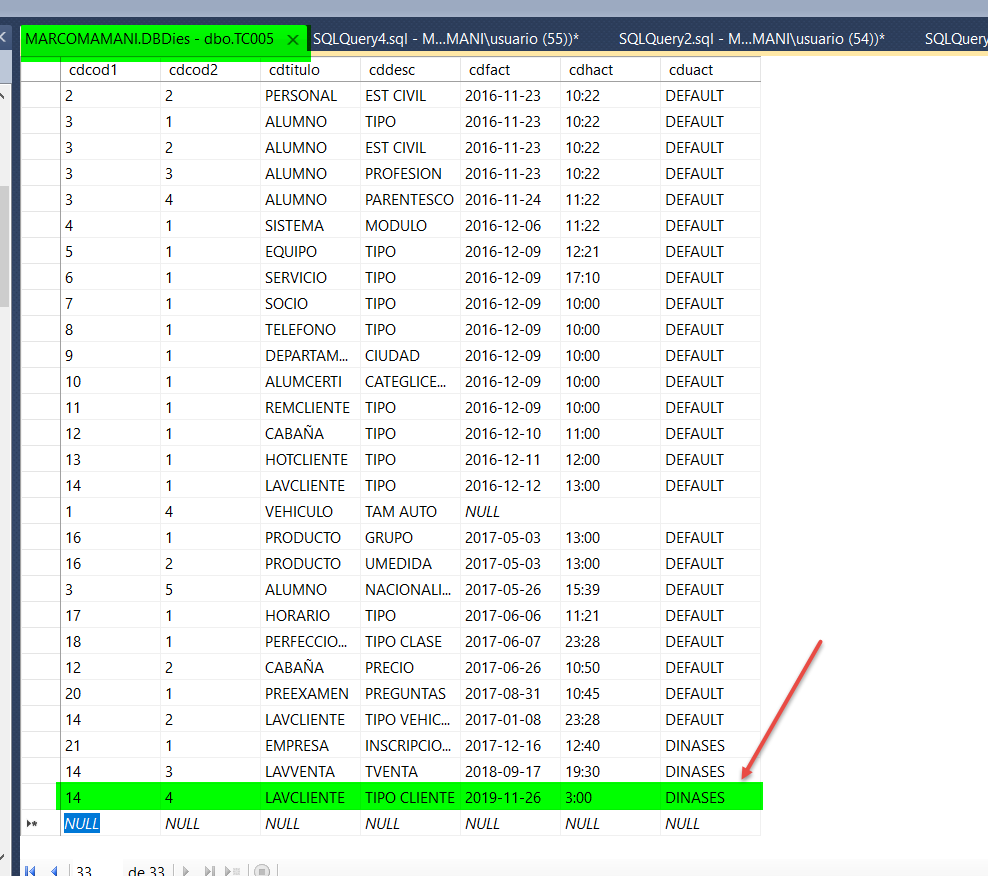 MARCOMAMANI.DBDies - dbo.TC005 SQLQuery4.sql - M...MANI\usuario (55))* SQLQuery2.sql - M...MANI\usuario (54))* SQLQuery
cdcod1 cdcod2 cdtitulo cddesc cdfact cdhact cduact
2 2 PERSONAL EST CIVIL 2016-11-23 10:22 DEFAULT
3 1 ALUMNO TIPO 2016-11-23 10:22 DEFAULT
3 2 ALUMNO EST CIVIL 2016-11-23 10:22 DEFAULT
3 3 ALUMNO PROFESION 2016-11-23 10:22 DEFAULT
3 4 ALUMNO PARENTESCO 2016-11-24 11:22 DEFAULT
4 1 SISTEMA MODULO 2016-12-06 11:22 DEFAULT
5 1 EQUIPO TIPO 2016-12-09 12:21 DEFAULT
6 1 SERVICIO TIPO 2016-12-09 17:10 DEFAULT
7 1 SOCIO TIPO 2016-12-09 10:00 DEFAULT
8 1 TELEFONO TIPO 2016-12-09 10:00 DEFAULT
9 1 DEPARTAM... CIUDAD 2016-12-09 10:00 DEFAULT
10 1 ALUMCERTI CATEGLICE... 2016-12-09 10:00 DEFAULT
11 1 REMCLIENTE TIPO 2016-12-09 10:00 DEFAULT
12 1 CABAÑA TIPO 2016-12-10 11:00 DEFAULT
13 1 HOTCLIENTE TIPO 2016-12-11 12:00 DEFAULT
14 1 LAVCLIENTE TIPO 2016-12-12 13:00 DEFAULT
1 4 VEHICULO TAM AUTO NULL
16 1 PRODUCTO GRUPO 2017-05-03 13:00 DEFAULT
16 2 PRODUCTO UMEDIDA 2017-05-03 13:00 DEFAULT
3 5 ALUMNO NACIONALI... 2017-05-26 15:39 DEFAULT
17 1 HORARIO TIPO 2017-06-06 11:21 DEFAULT
18 1 PERFECCIO... TIPO CLASE 2017-06-07 23:28 DEFAULT
12 2 CABAÑA PRECIO 2017-06-26 10:50 DEFAULT
20 1 PREEXAMEN PREGUNTAS 2017-08-31 10:45 DEFAULT
14 2 LAVCLIENTE TIPO VEHIC... 2017-01-08 23:28 DEFAULT
21 1 EMPRESA INSCRIPCIO... 2017-12-16 12:40 DINASES
14 3 LAVVENTA TVENTA 2018-09-17 19:30 DINASES
14 4 LAVCLIENTE TIPO CLIENTE 2019-11-26 3:00 DINASES
NULL NULL NULL NULL NULL NULL NULL
33 de 33